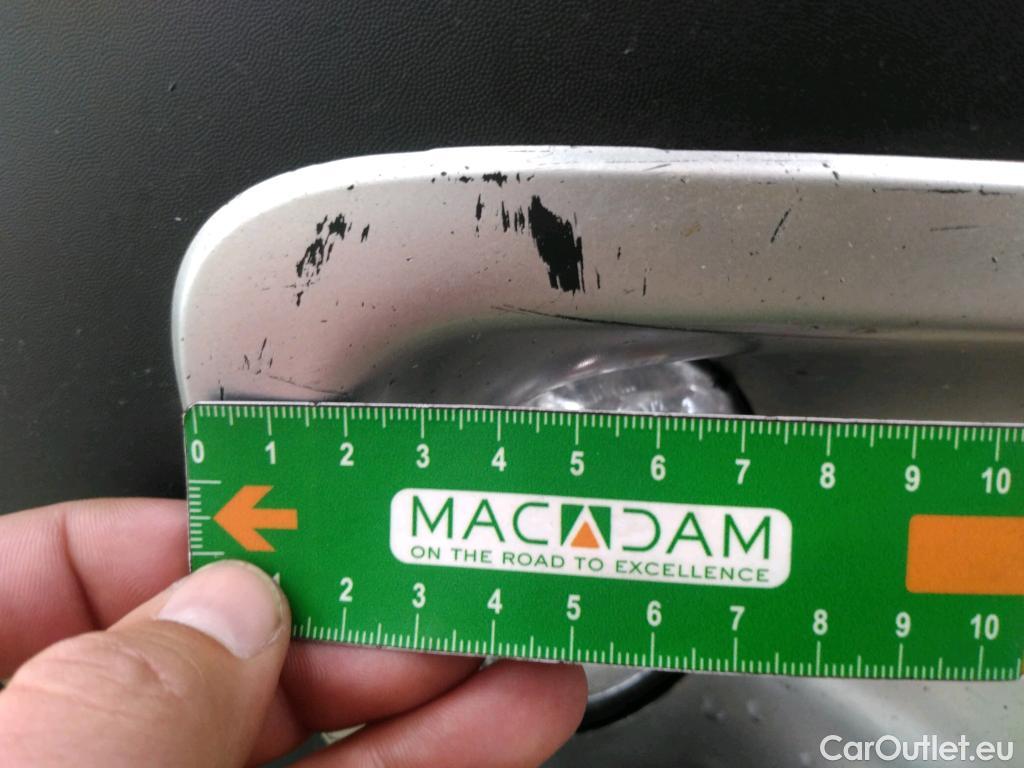 0 1 2 3 4 5 6 7 8 9 10
MACADAM
ON THE ROAD TO EXCELLENCE
2 3 4 5 6 7 8 9 10
CarOutlet.eu